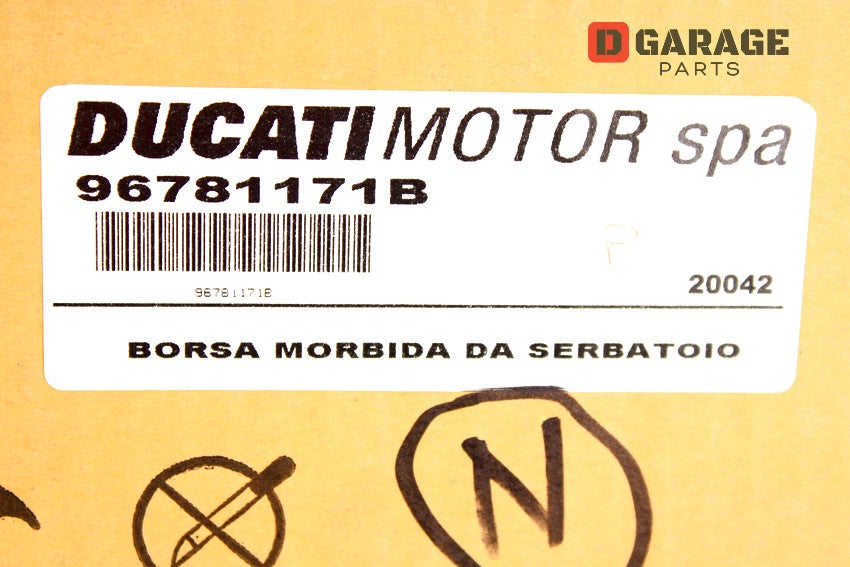 D GARAGE
PARTS
DUCATI MOTOR spa
96781171B
P
96781171B
20042
BORSA MORBIDA DA SERBATOIO
N